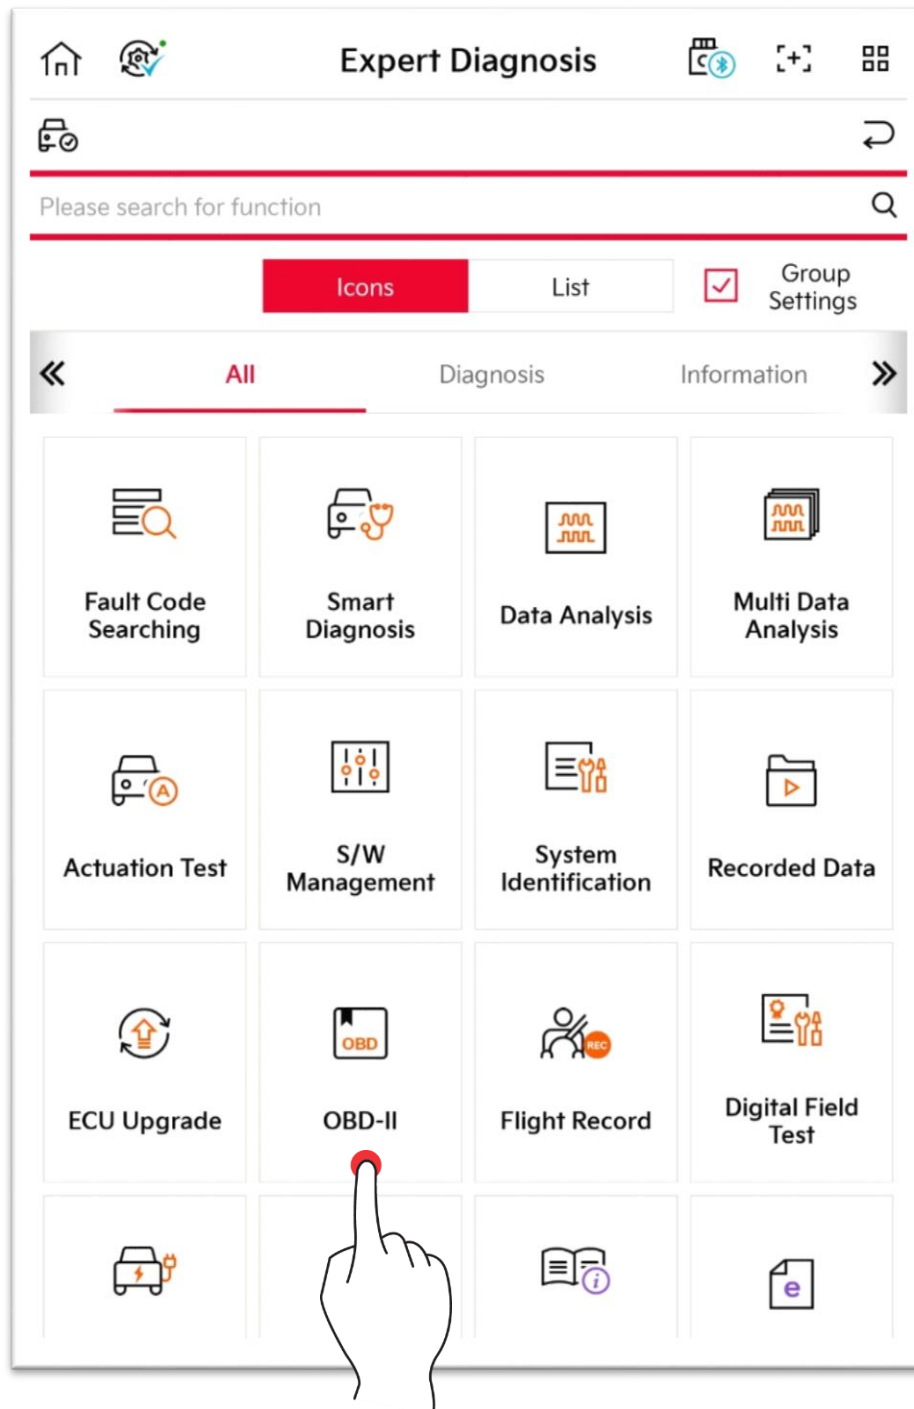 Expert Diagnosis
Please search for function
Icons
List
Group
Settings
All
Diagnosis
Information
Fault Code
Searching
Smart
Diagnosis
Data Analysis
Multi Data
Analysis
A
Actuation Test
S/W
Management
System
Identification
Recorded Data
ECU Upgrade
OBD
OBD-II
REC
Flight Record
Digital Field
Test
i
e